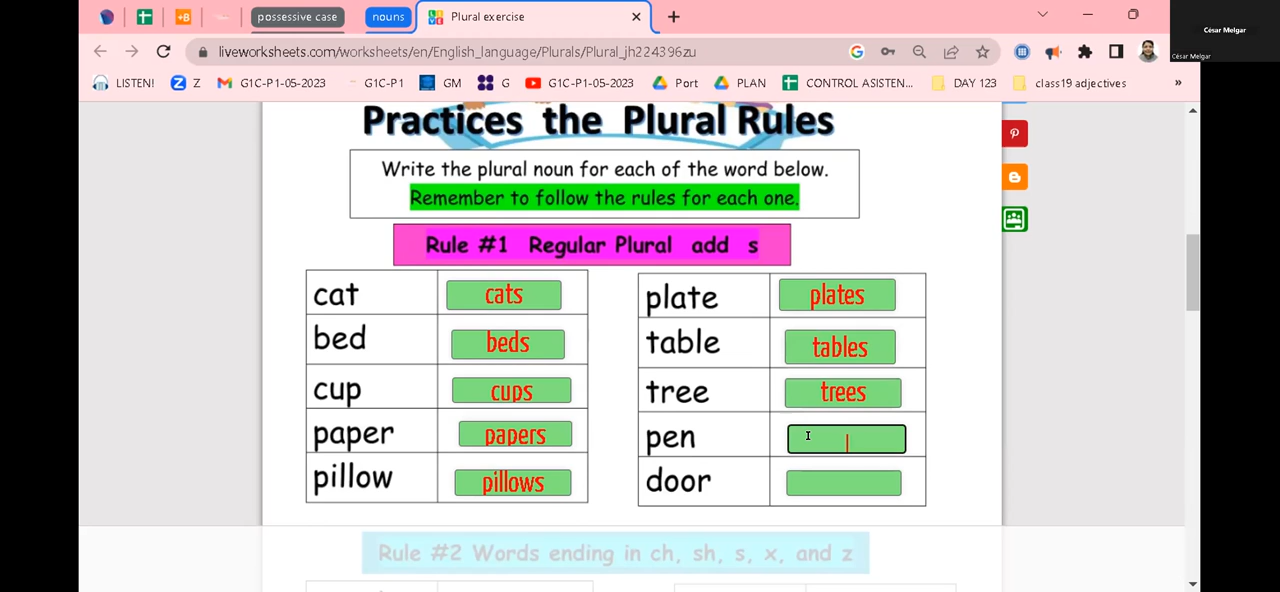 possessive case
nouns
Plural exercise
César Melgar
César Melgar
liveworksheets.com/worksheets/en/English_language/Plurals/Plural_jh224396zu
LISTEN!
Z
G1C-P1-05-2023
G1C-P1
GM
G
G1C-P1-05-2023
Port
PLAN
CONTROL ASISTEN...
DAY 123
class19 adjectives
»
Practices the Plural Rules
Write the plural noun for each of the word below.
Remember to follow the rules for each one.
Rule #1 Regular Plural add s
cat cats
bed beds
cup cups
paper papers
pillow pillows
plate plates
table tables
tree trees
pen
door
Rule #2 Words ending in ch, sh, s, x, and z